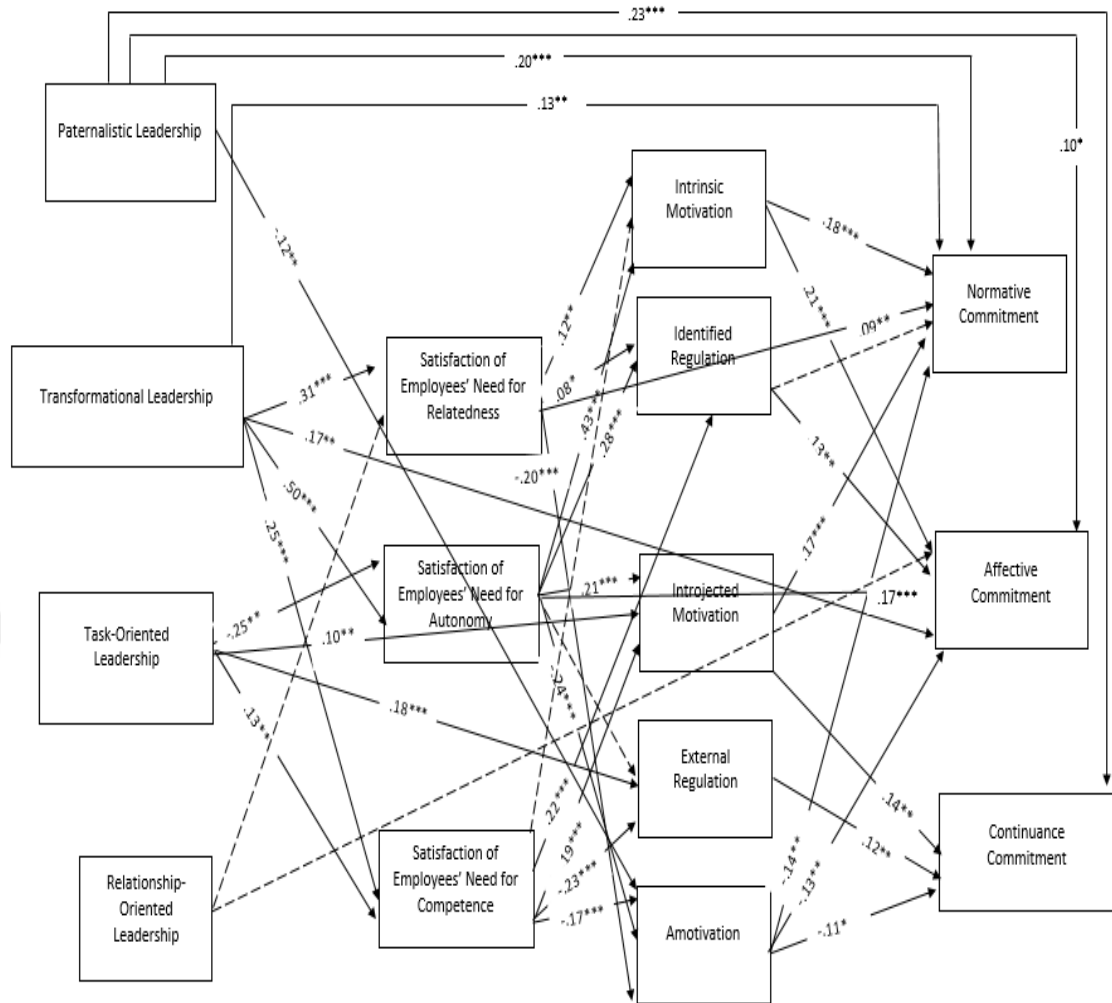 .23***
.20***
.13**
Paternalistic Leadership
.10*
Intrinsic
Motivation
.18***
-.12**
Normative
Commitment
.21***
.12**
Identified
Regulation
.09**
Satisfaction of
Employees' Need for
Relatedness
Transformational Leadership
.31***
.08*
.43***
.28***
.17**
.13**
-.20***
.50***
.25***
.17***
Satisfaction of
Employees' Need for
Autonomy
Affective
Commitment
Introjected
Motivation
.21***
.17***
Task-Oriented
Leadership
-.25**
.10**
.24***
.18***
.13**
External
Regulation
.22***
.14**
Continuance
Commitment
.12**
Satisfaction of
Employees' Need for
Competence
19***
-.23***
-.14**
-.13**
Relationship-
Oriented
Leadership
-.17***
Amotivation
-.11*